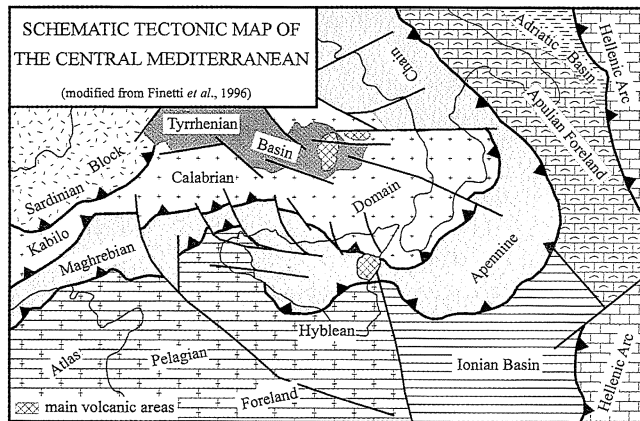 SCHEMATIC TECTONIC MAP OF
THE CENTRAL MEDITERRANEAN
(modified from Finetti et al., 1996)
Chain
Adriatic Basin
Hellenic Arc
Apulian Foreland
Tyrrhenian
Basin
Sardinian Block
Calabrian
Domain
Kabilo
Maghrebian
Apennine
Hyblean
Atlas
Pelagian
Foreland
Ionian Basin
Hellenic Arc
main volcanic areas